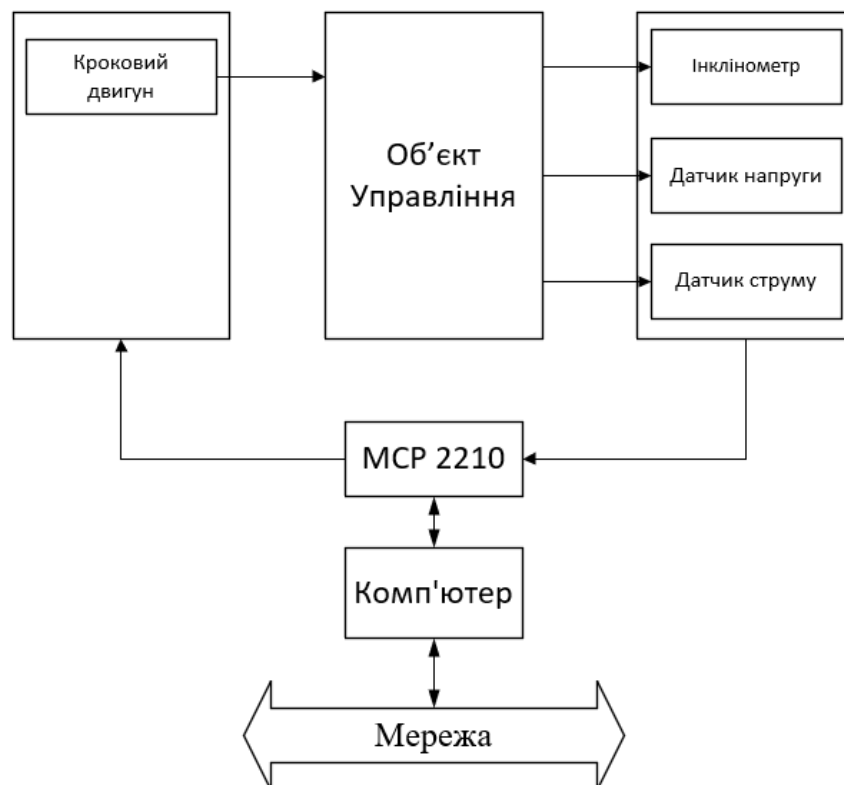 Кроковий
двигун
Об’єкт
Управління
Інклінометр
Датчик напруги
Датчик струму
MCP 2210
Комп'ютер
Мережа